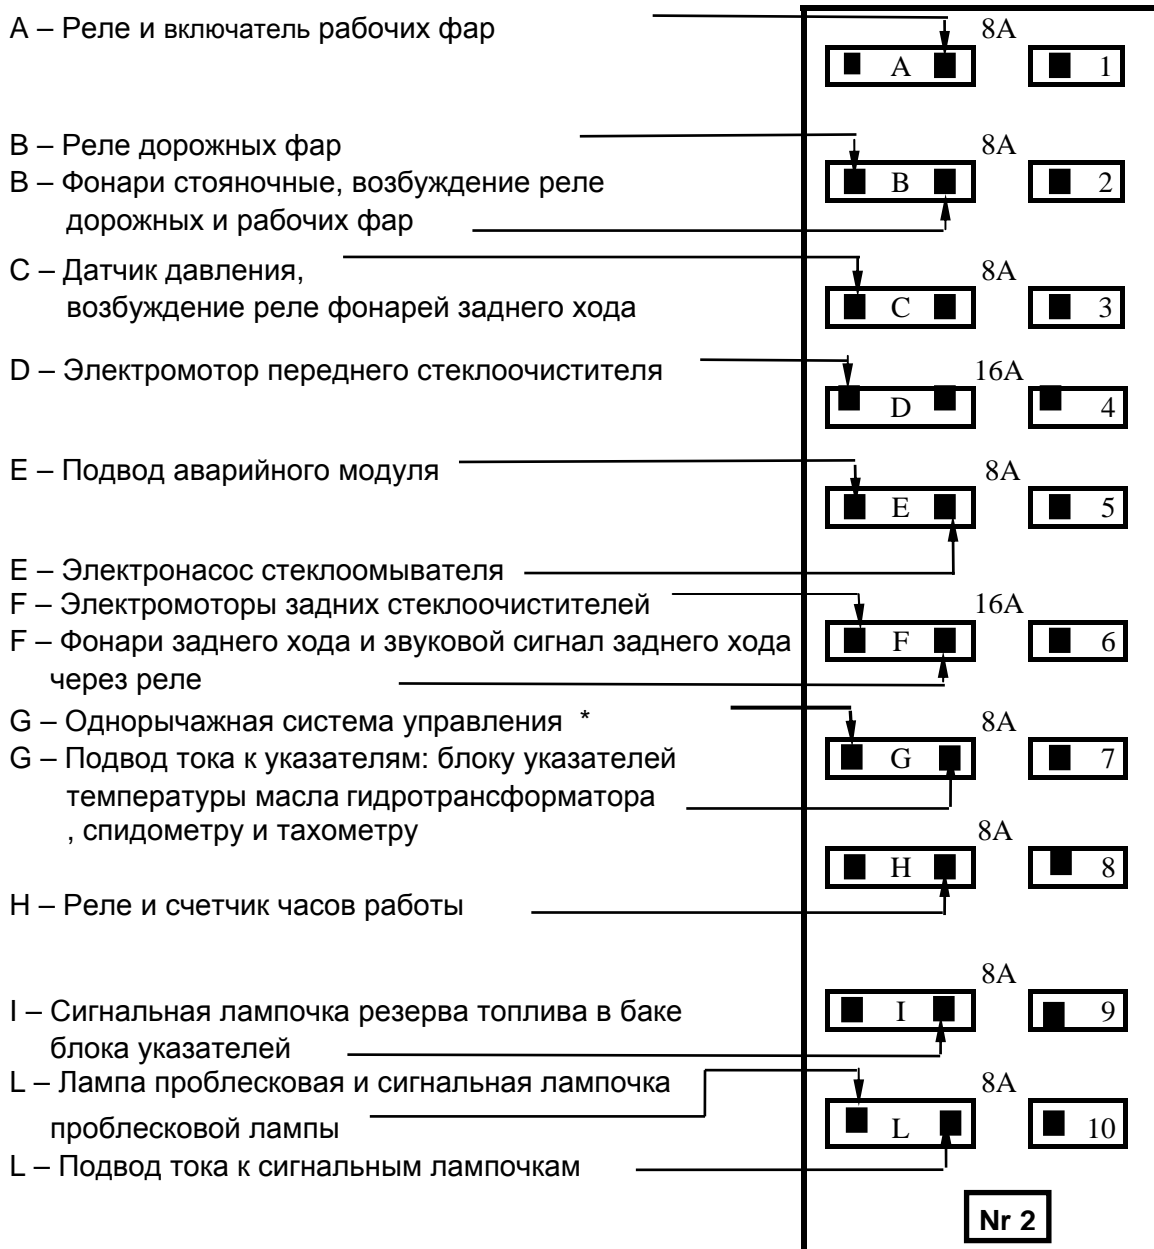 A – Реле и включатель рабочих фар
8A
A 1
B – Реле дорожных фар
8A
B – Фонари стояночные, возбуждение реле
B 2
дорожных и рабочих фар
C – Датчик давления,
8A
возбуждение реле фонарей заднего хода
C 3
D – Электромотор переднего стеклоочистителя
16A
D 4
E – Подвод аварийного модуля
8A
E 5
E – Электронасос стеклоомывателя
F – Электромоторы задних стеклоочистителей
16A
F – Фонари заднего хода и звуковой сигнал заднего хода
F 6
через реле
G – Однорычажная система управления *
8A
G – Подвод тока к указателям: блоку указателей
G 7
температуры масла гидротрансформатора
, спидометру и тахометру
8A
H 8
H – Реле и счетчик часов работы
8A
I – Сигнальная лампочка резерва топлива в баке
I 9
блока указателей
L – Лампа проблесковая и сигнальная лампочка
8A
проблесковой лампы
L 10
L – Подвод тока к сигнальным лампочкам
Nr 2